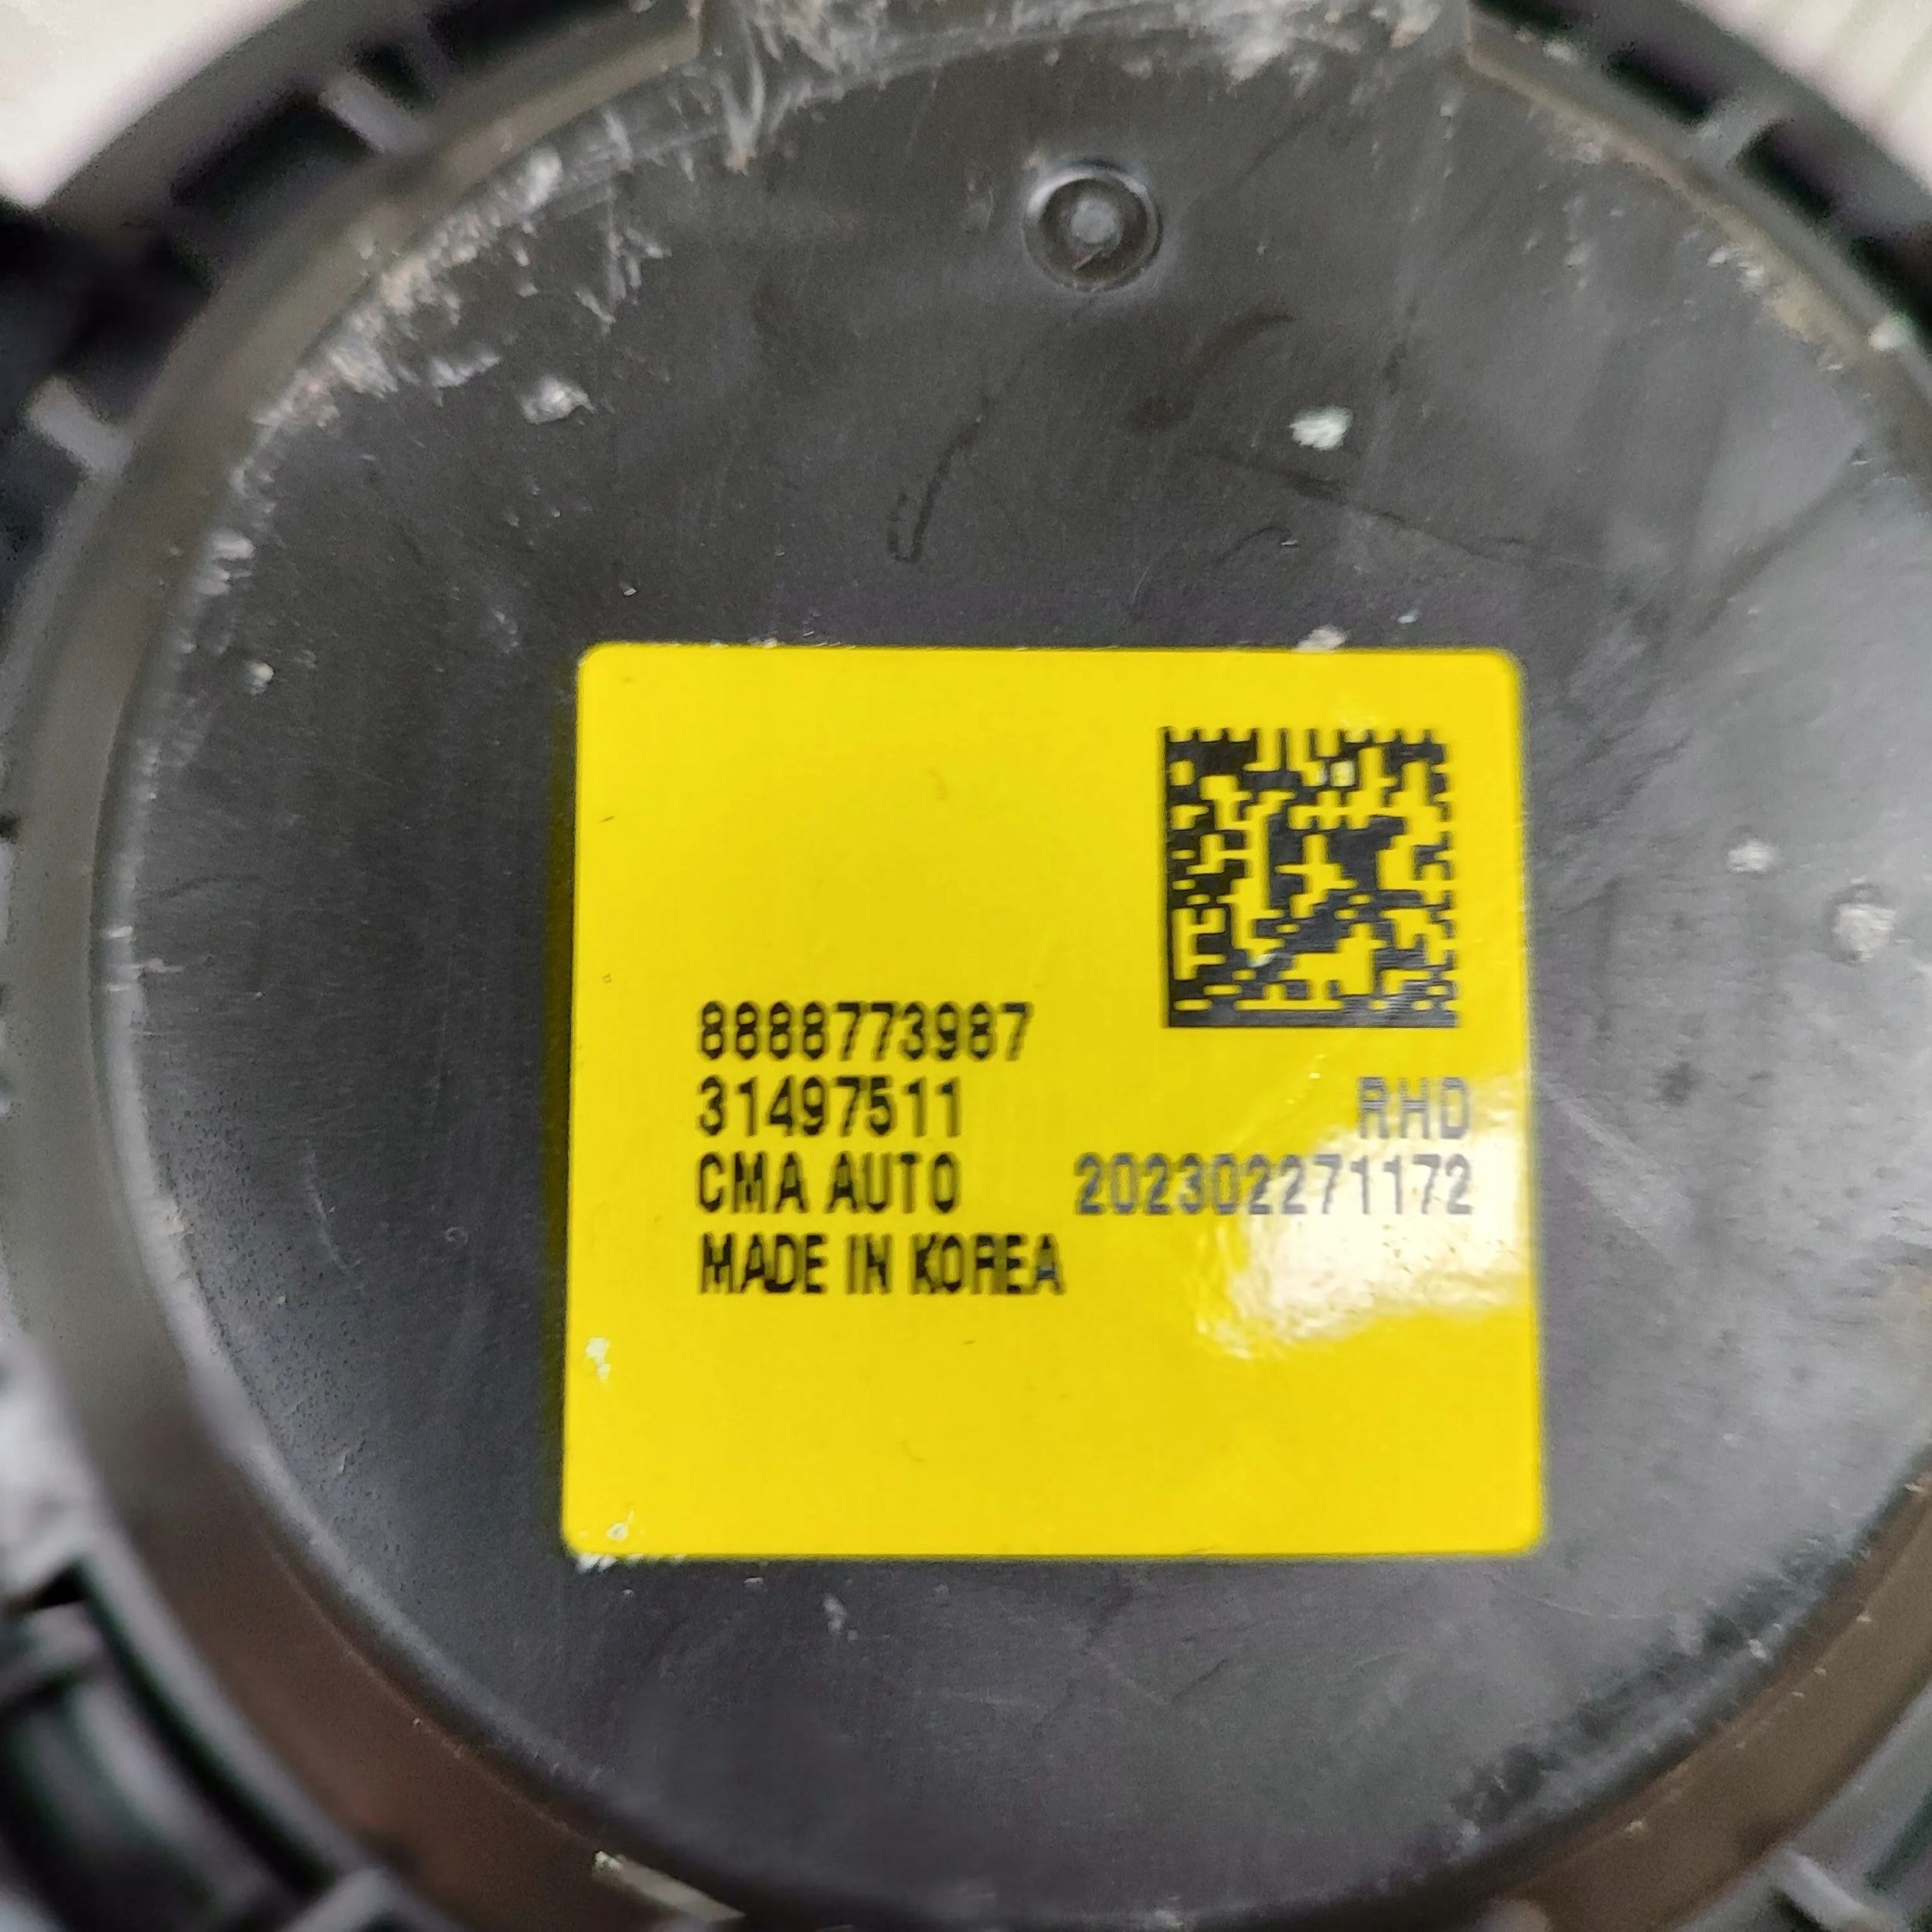 8888773987
31497511 RHD
CMA AUTO 202302271172
MADE IN KOREA